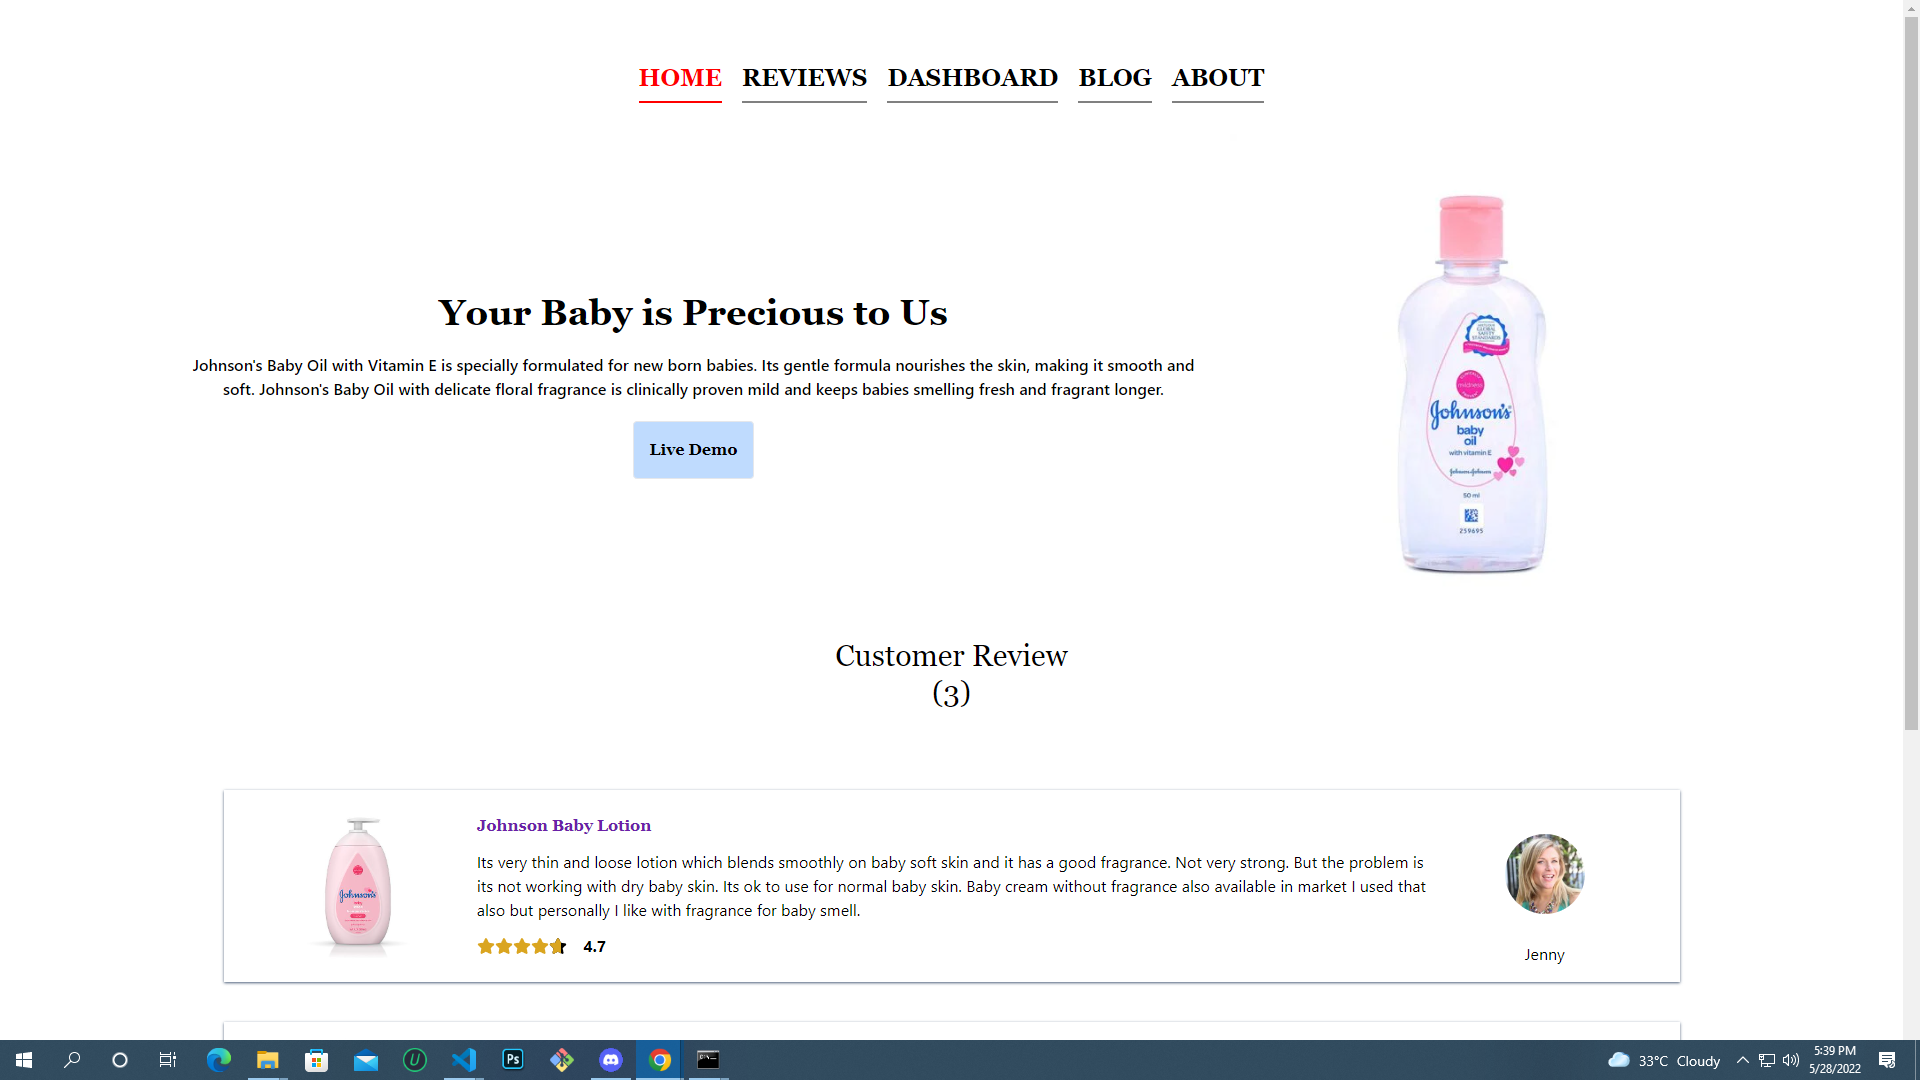 HOME REVIEWS DASHBOARD BLOG ABOUT
Your Baby is Precious to Us
Johnson's Baby Oil with Vitamin E is specially formulated for new born babies. Its gentle formula nourishes the skin, making it smooth and
soft. Johnson's Baby Oil with delicate floral fragrance is clinically proven mild and keeps babies smelling fresh and fragrant longer.
Live Demo
Johnson's
baby
oil
with vitamin E
Johnson & Johnson
50 ml
259695
Customer Review
(3)
Johnson's
Johnson Baby Lotion
Its very thin and loose lotion which blends smoothly on baby soft skin and it has a good fragrance. Not very strong. But the problem is
its not working with dry baby skin. Its ok to use for normal baby skin. Baby cream without fragrance also available in market I used that
also but personally I like with fragrance for baby smell.
4.7
Jenny
Ps
33°C Cloudy
5:39 PM
5/28/2022